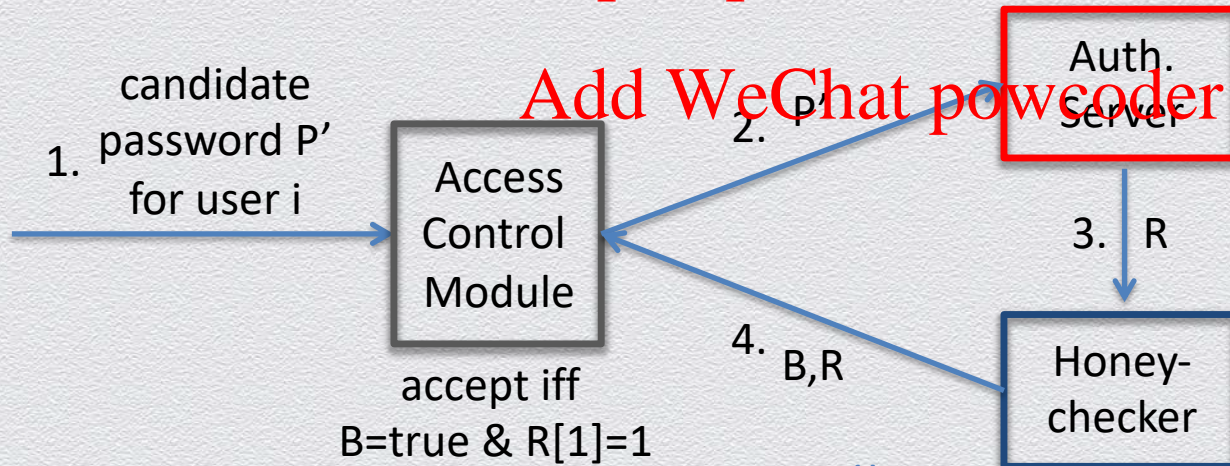 candidate
1. password P'
for user i
Access
Control
Module
accept iff
B=true & R[1]=1
Add WeChat powcoder
2. P'
Auth.
Server
3. R
4. B,R
Honey-
checker